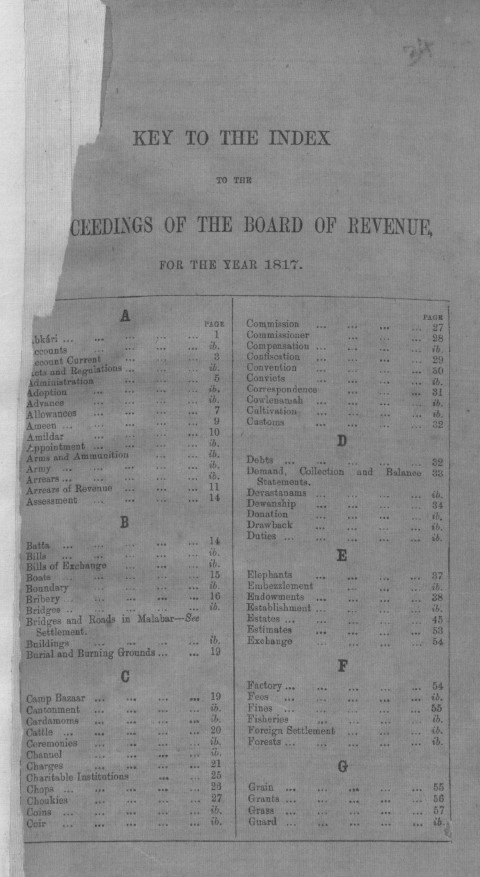 KEY TO THE INDEX
TO THE
CEEDINGS OF THE BOARD OF REVENUE,
FOR THE YEAR 1817.
A
PAGE
bkári ... ... ... ... ... 1
ccounts ... ... ... ... ib.
ccount Current ... ... ... 3
cts and Regulations ... ... ... ib.
Administration ... ... ... 5
Adoption ... ... ... ... ib.
Advance ... ... ... ... ib.
Allowances ... ... ... ... 7
Ameen ... ... ... ... ... 9
Amildar ... ... ... ... 10
Appointment ... ... ... ... ib.
Arms and Ammunition ... ... ... ib.
Army ... ... ... ... ... ib.
Arrears ... ... ... ... ... ib.
Arrears of Revenue ... ... ... 11
Assessment ... ... ... ... 14
B
Batta ... ... ... ... ... 14
Bills ... ... ... ... ... ib.
Bills of Exchange ... ... ... ib.
Boats ... ... ... ... ... 15
Boundary ... ... ... ... ib.
Bribery ... ... ... ... ... 16
Bridges ... ... ... ... ... ib.
Bridges and Roads in Malabar—See
Settlement.
Buildings ... ... ... ... ib.
Burial and Burning Grounds ... ... 19
C
Camp Bazaar ... ... ... ... 19
Cantonment ... ... ... ... ib.
Cardamoms ... ... ... ... ib.
Cattle ... ... ... ... ... 20
Ceremonies ... ... ... ... ib.
Channel ... ... ... ... ib.
Charges ... ... ... ... 21
Charitable Institutions ... ... 25
Chops ... ... ... ... ... 26
Choukies ... ... ... ... 27
Coins ... ... ... ... ... ib.
Coir ... ... ... ... ... ib.
PAGE
Commission ... ... ... ... 27
Commissioner ... ... ... ... 28
Compensation ... ... ... ... ib.
Confiscation ... ... ... ... 29
Convention ... ... ... ... 30
Convicts ... ... ... ... ib.
Correspondence ... ... ... 31
Cowlenamah ... ... ... ... ib.
Cultivation ... ... ... ... ib.
Customs ... ... ... ... 32
D
Debts ... ... ... ... ... 32
Demand, Collection and Balance 33
Statements.
Devastanams ... ... ... ... ib.
Dewanship ... ... ... ... 34
Donation ... ... ... ... ib.
Drawback ... ... ... ... ib.
Duties ... ... ... ... ... ib.
E
Elephants ... ... ... ... 37
Embezzlement ... ... ... ... ib.
Endowments ... ... ... ... 38
Establishment ... ... ... ... ib.
Estates ... ... ... ... ... 45
Estimates ... ... ... ... 53
Exchange ... ... ... ... 54
F
Factory ... ... ... ... ... 54
Fees ... ... ... ... ... ib.
Fines ... ... ... ... ... 55
Fisheries ... ... ... ... ib.
Foreign Settlement ... ... ... ib.
Forests ... ... ... ... ... ib.
G
Grain ... ... ... ... ... 55
Grants ... ... ... ... ... 56
Grass ... ... ... ... ... 57
Guard ... ... ... ... ... ib.